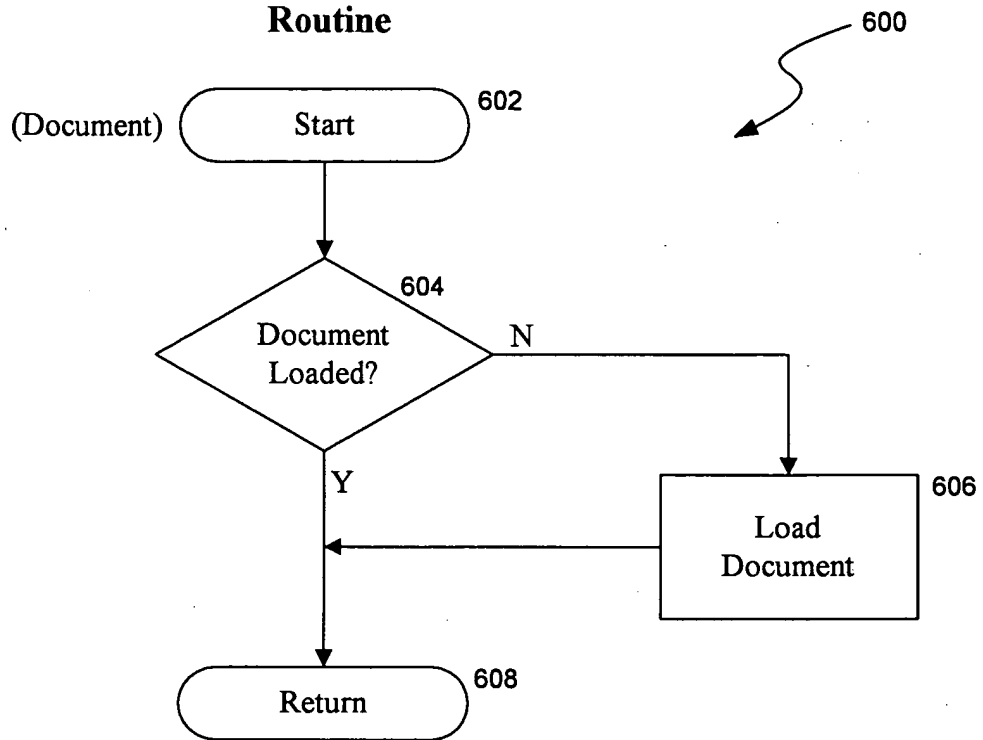 Routine
600
602
(Document)
Start
604
Document
Loaded?
N
Y
606
Load
Document
608
Return